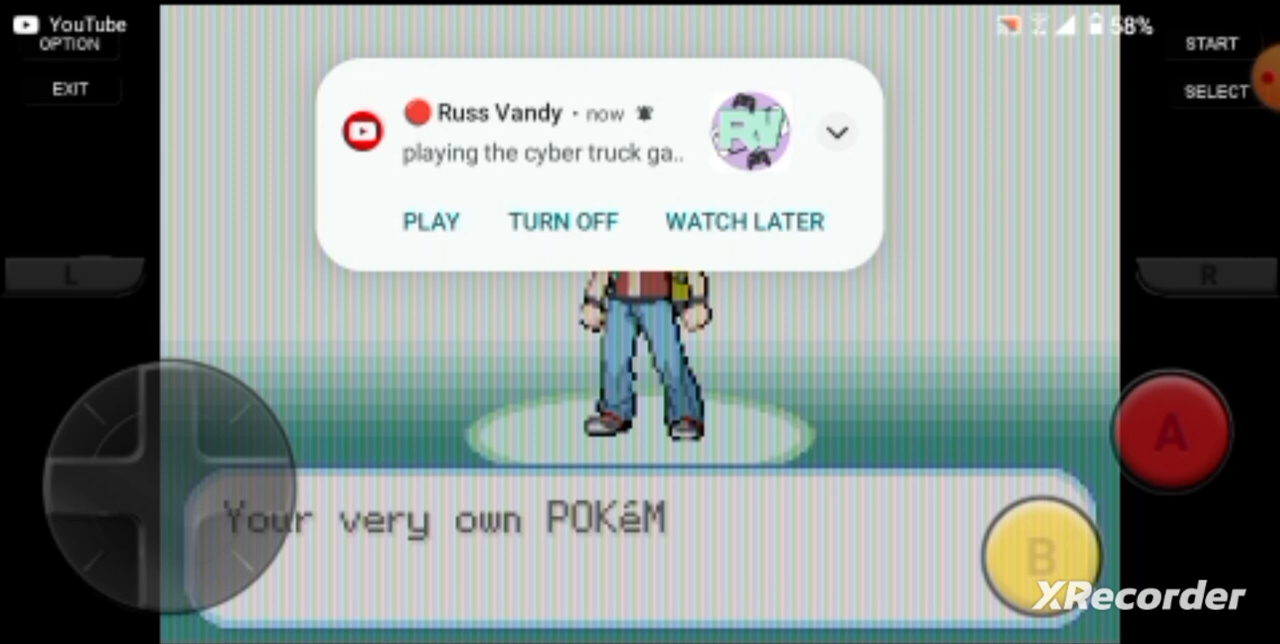 YouTube
58%
OPTION
START
EXIT
SELECT
Russ Vandy · now
playing the cyber truck ga..
RV
PLAY TURN OFF WATCH LATER
L
R
A
Your very own POKéM
B
XRecorder